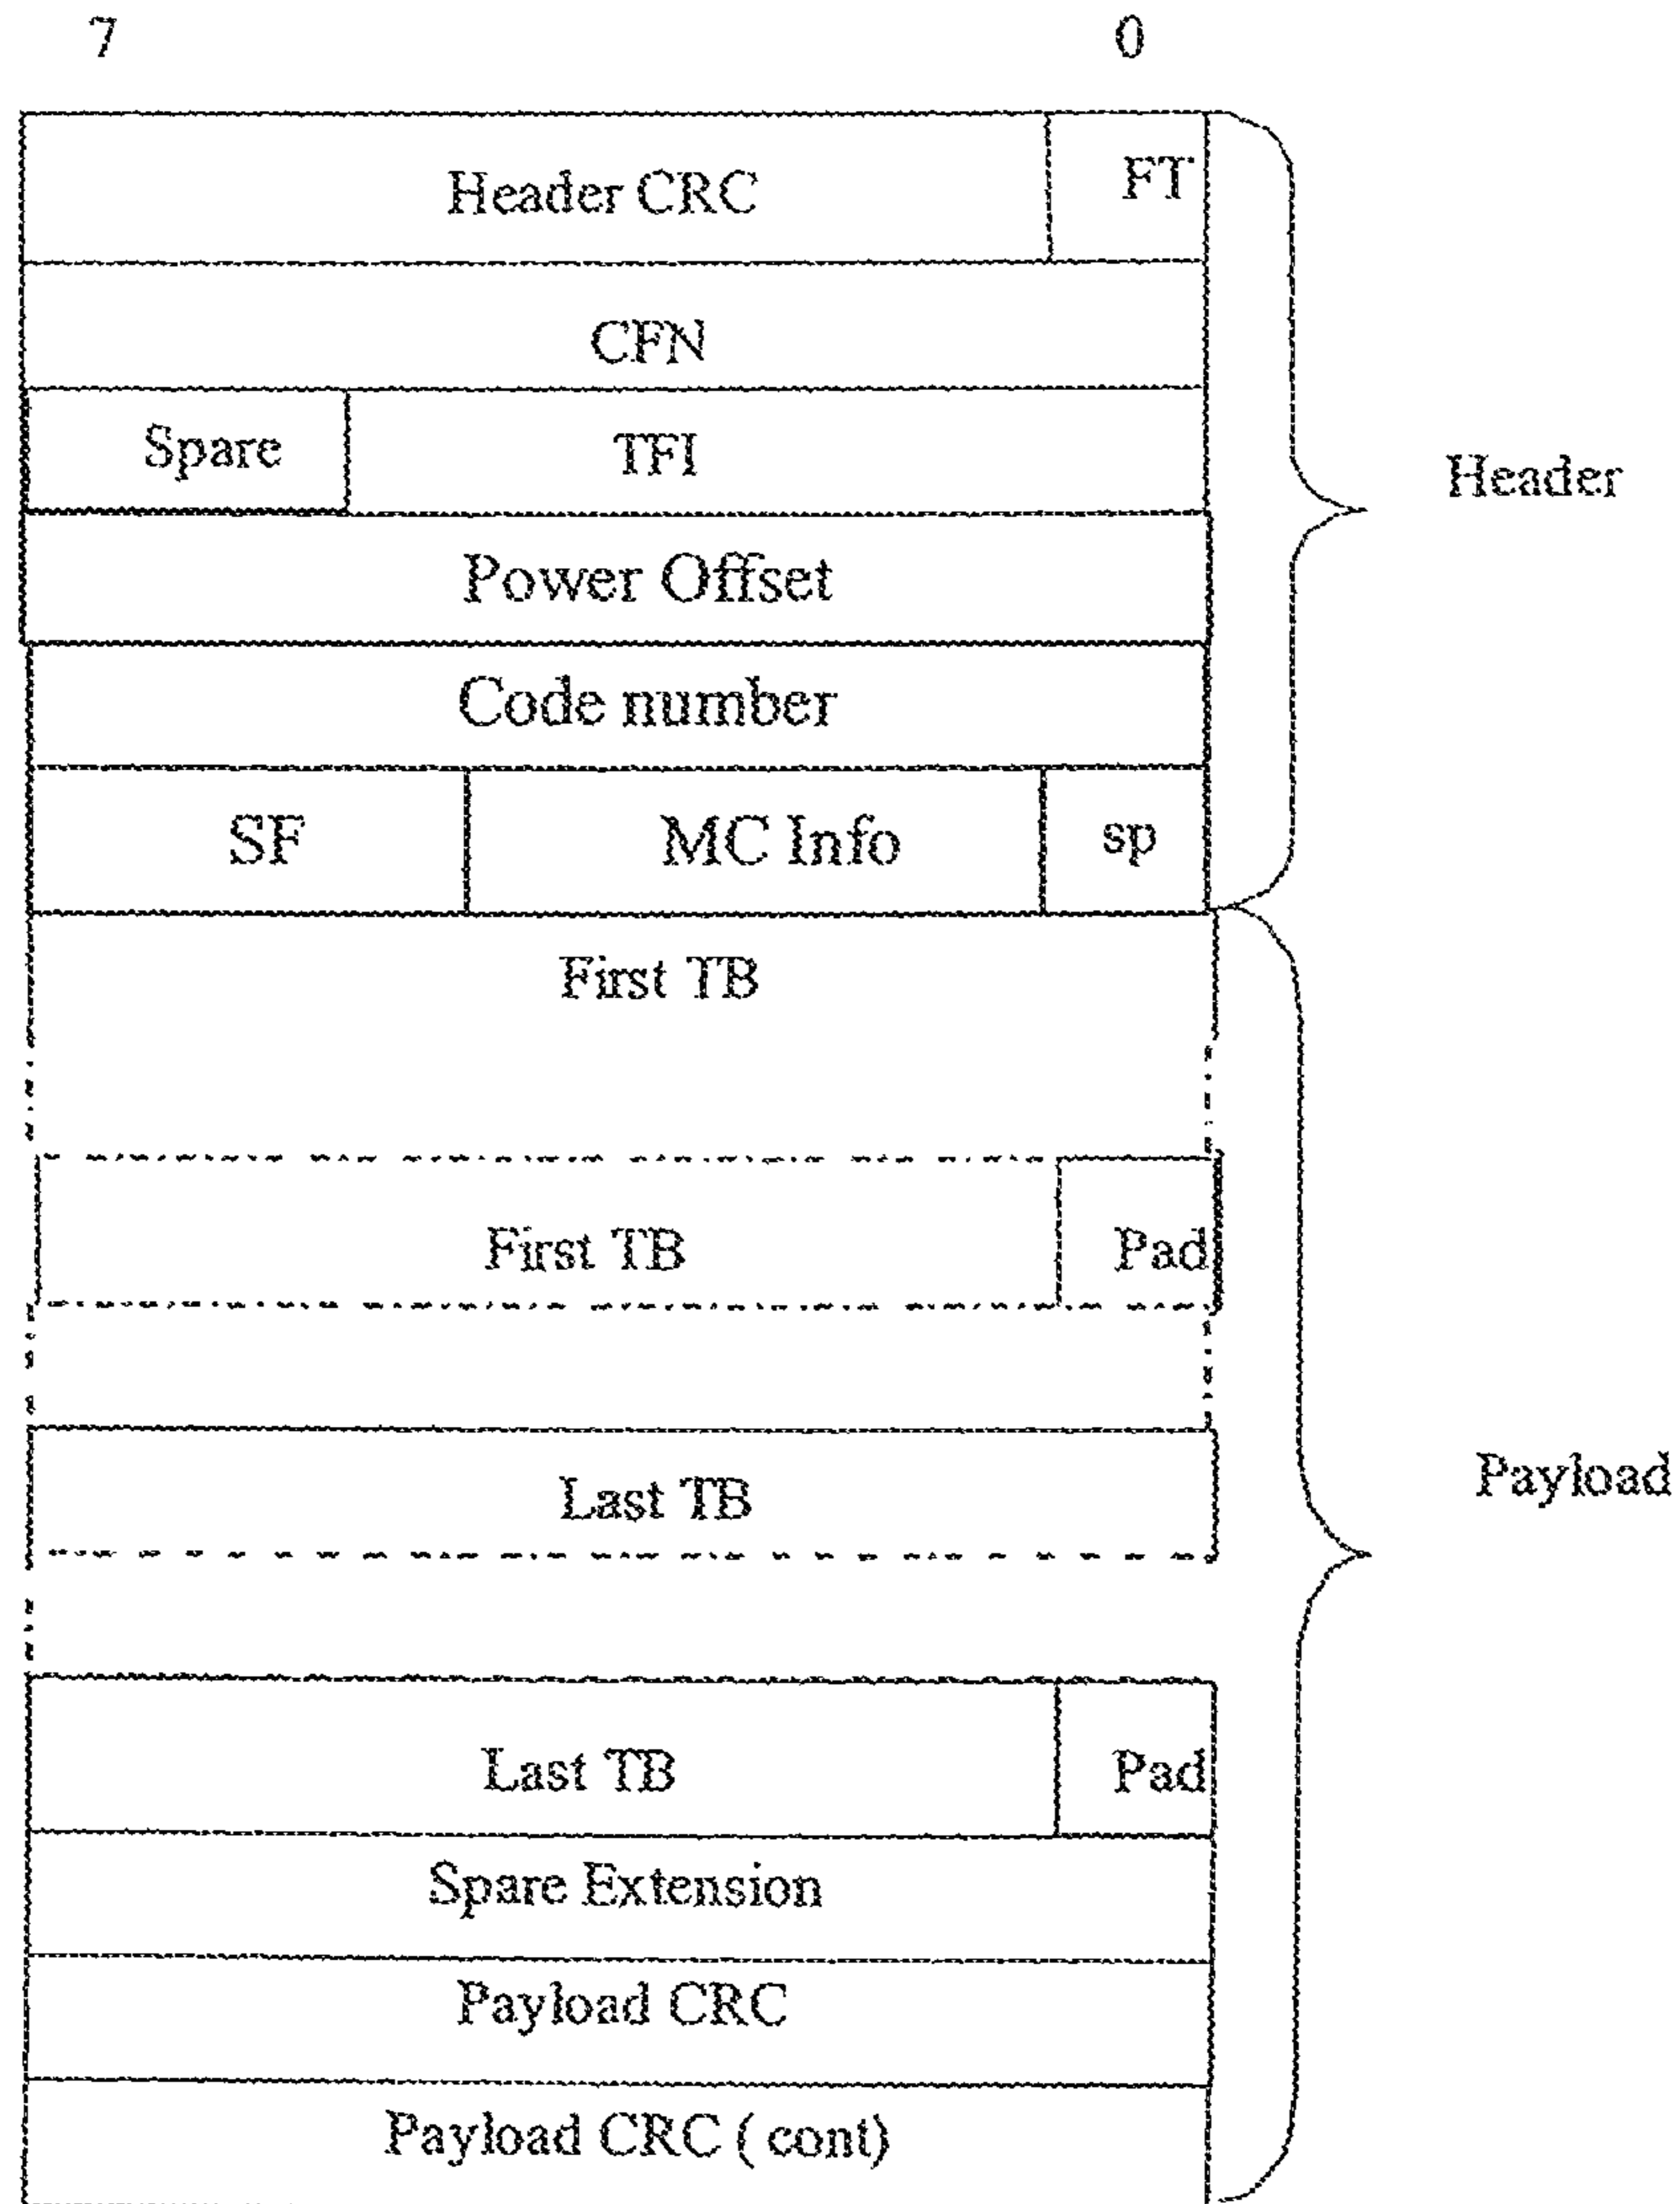 7 0
Header CRC FT
CFN
Spare TFI
Header
Power Offset
Code number
SF MC Info sp
First TB
First TB Pad
Last TB
Payload
Last TB Pad
Spare Extension
Payload CRC
Payload CRC ( cont)